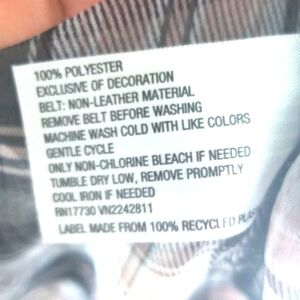 100% POLYESTER
EXCLUSIVE OF DECORATION
BELT: NON-LEATHER MATERIAL
REMOVE BELT BEFORE WASHING
MACHINE WASH COLD WITH LIKE COLORS
GENTLE CYCLE
ONLY NON-CHLORINE BLEACH IF NEEDED
TUMBLE DRY LOW, REMOVE PROMPTLY
COOL IRON IF NEEDED
RN17730 VN2242811
LABEL MADE FROM 100% RECYCLED